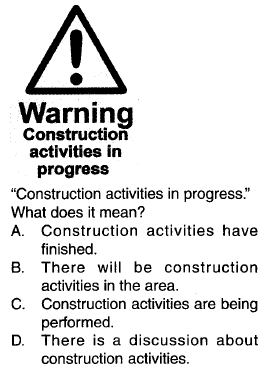 Warning
Construction
activities in
progress
“Construction activities in progress.”
What does it mean?
A. Construction activities have
finished.
B. There will be construction
activities in the area.
C. Construction activities are being
performed.
D. There is a discussion about
construction activities.